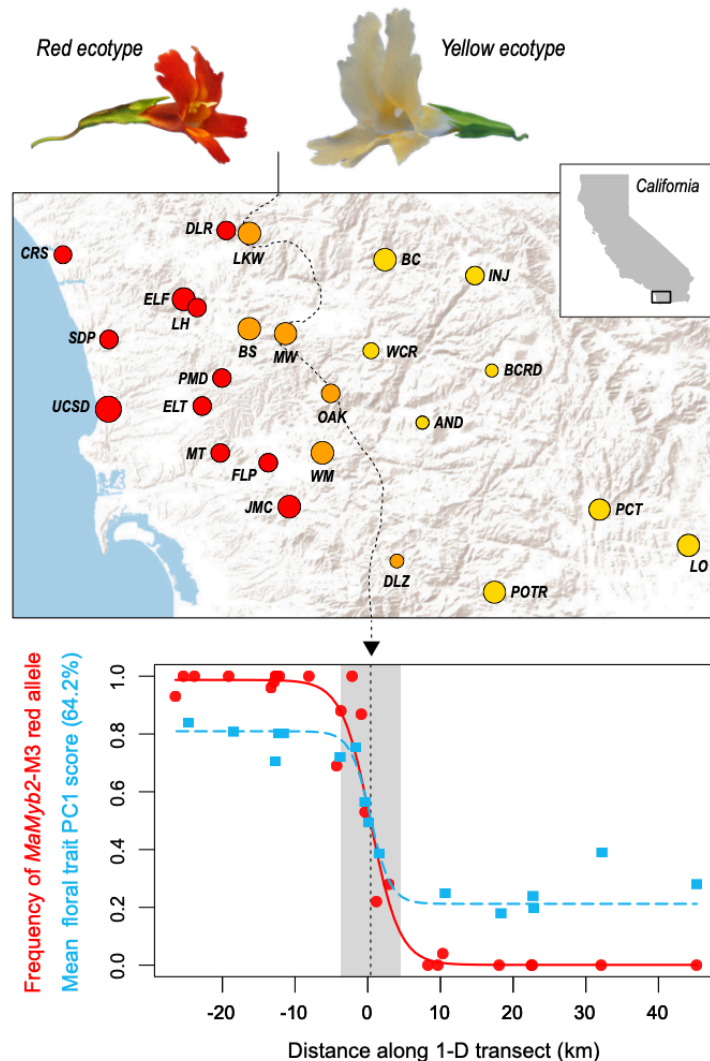 Red ecotype
Yellow ecotype
California
DLR
LKW
CRS
BC
INJ
ELF
LH
SDP
BS
MW
WCR
BCRD
PMD
UCSD
ELT
OAK
AND
MT
FLP
WM
JMC
PCT
LO
DLZ
POTR
Frequency of MaMyb2-M3 red allele
Mean floral trait PC1 score (64.2%)
1.0
0.8
0.6
0.4
0.2
0.0
-20 -10 0 10 20 30 40
Distance along 1-D transect (km)